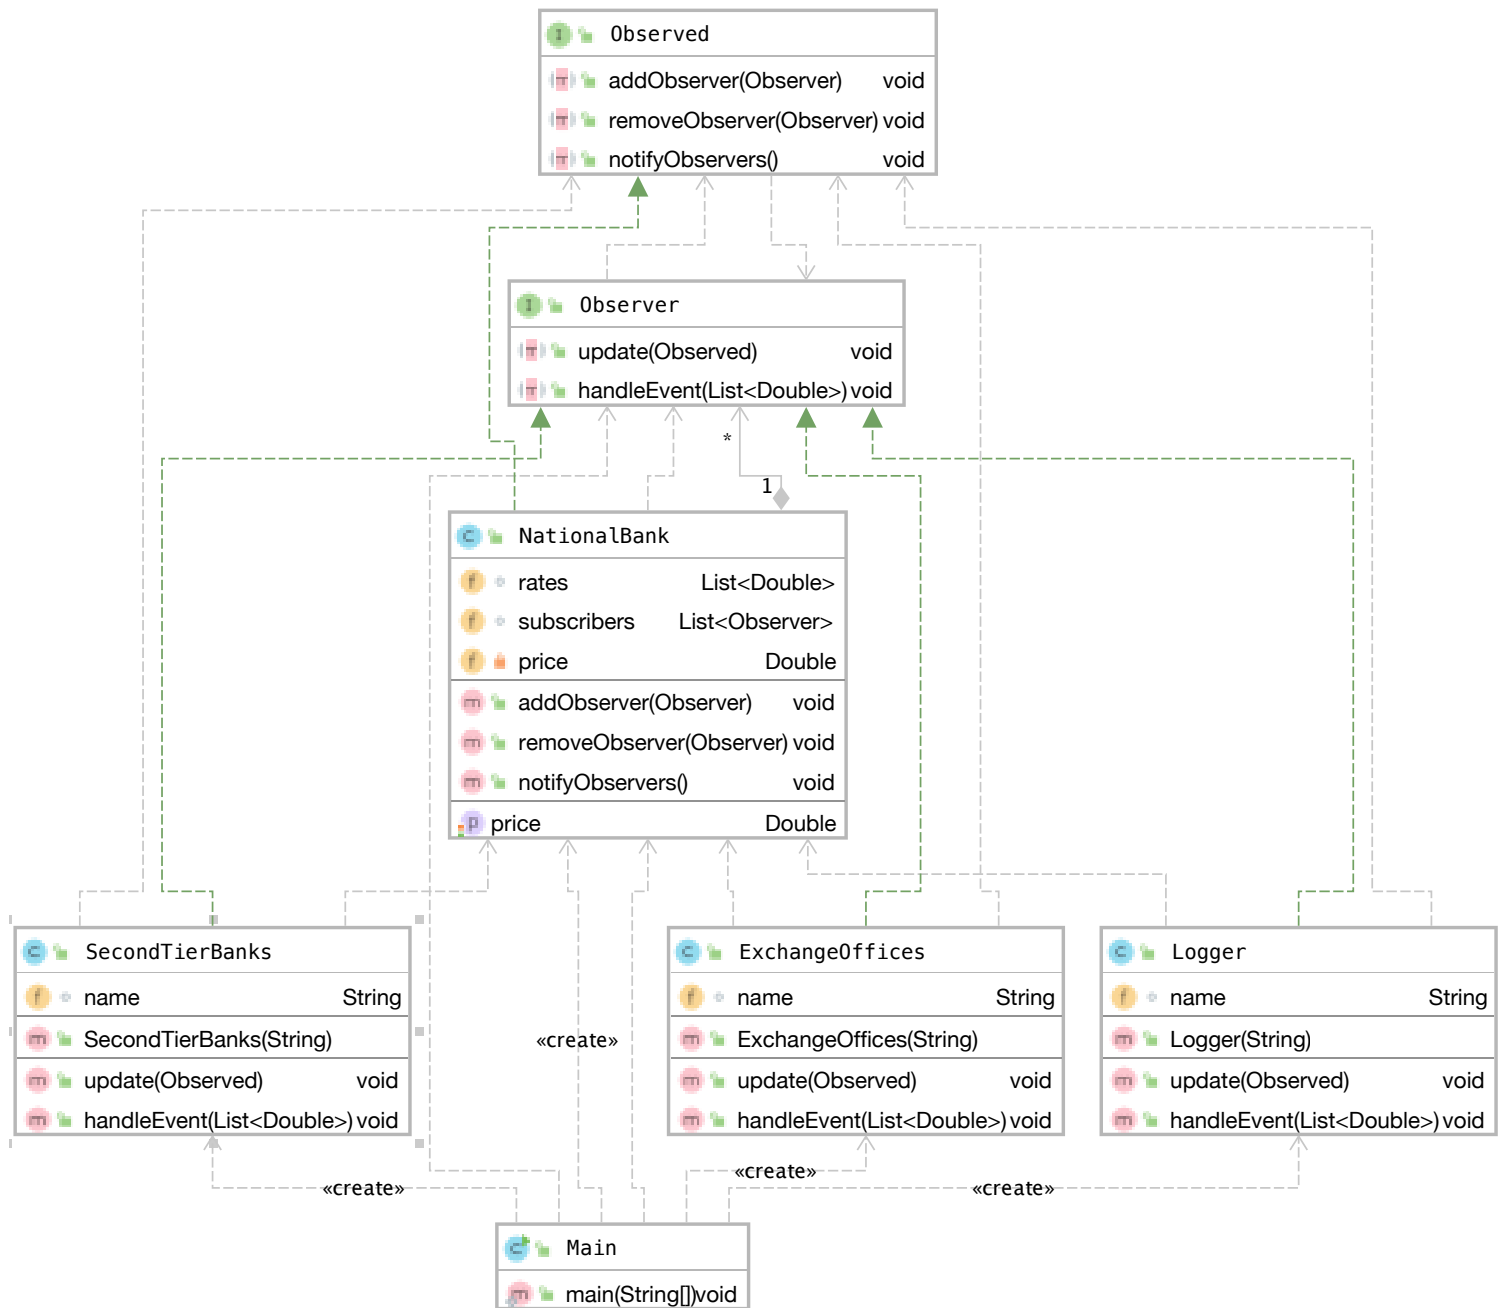 Observed
addObserver(Observer) void
removeObserver(Observer) void
notifyObservers() void
Observer
update(Observed) void
handleEvent(List<Double>) void
*
1
NationalBank
rates List<Double>
subscribers List<Observer>
price Double
addObserver(Observer) void
removeObserver(Observer) void
notifyObservers() void
price Double
SecondTierBanks
name String
SecondTierBanks(String)
update(Observed) void
handleEvent(List<Double>) void
«create»
ExchangeOffices
name String
ExchangeOffices(String)
update(Observed) void
handleEvent(List<Double>) void
Logger
name String
Logger(String)
update(Observed) void
handleEvent(List<Double>) void
«create»
«create»
«create»
Main
main(String[]) void